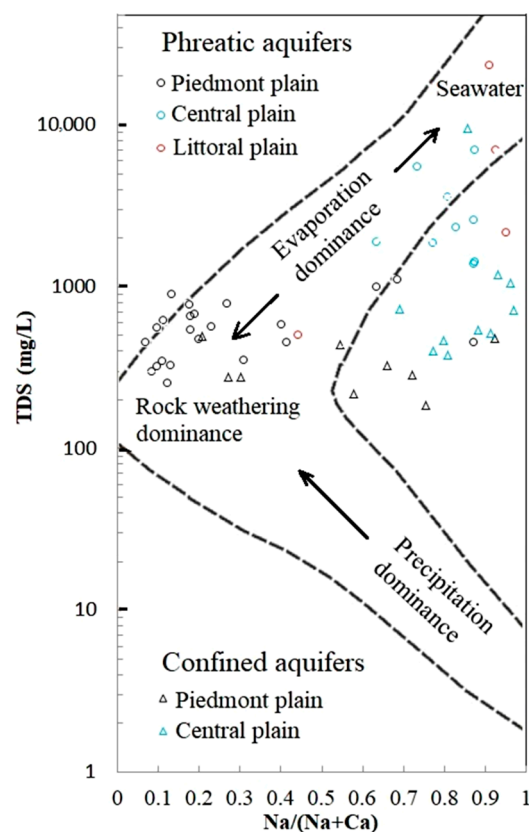 Phreatic aquifers
Piedmont plain
Central plain
Littoral plain
Seawater
Evaporation
dominance
Rock weathering
dominance
Precipitation
dominance
Confined aquifers
Piedmont plain
Central plain
TDS (mg/L)
10,000
1000
100
10
1
0 0.1 0.2 0.3 0.4 0.5 0.6 0.7 0.8 0.9 1
Na/(Na+Ca)